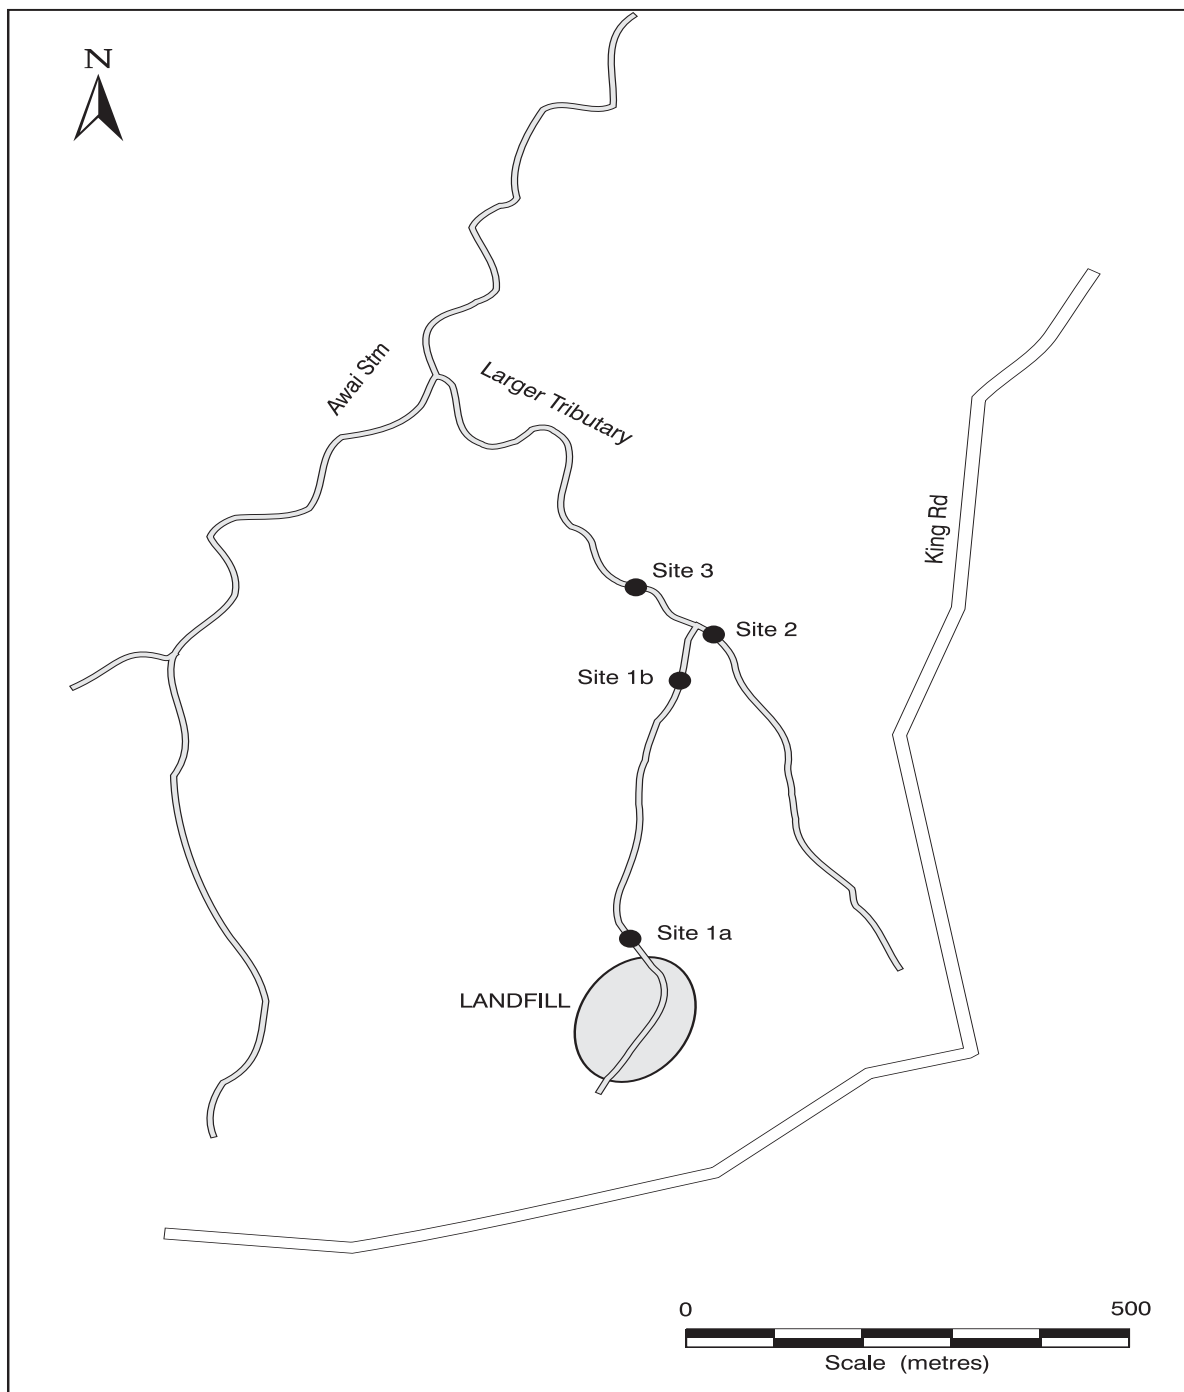 N
Awai Stm
Larger Tributary
King Rd
Site 3
Site 2
Site 1b
Site 1a
LANDFILL
0 500
Scale (metres)